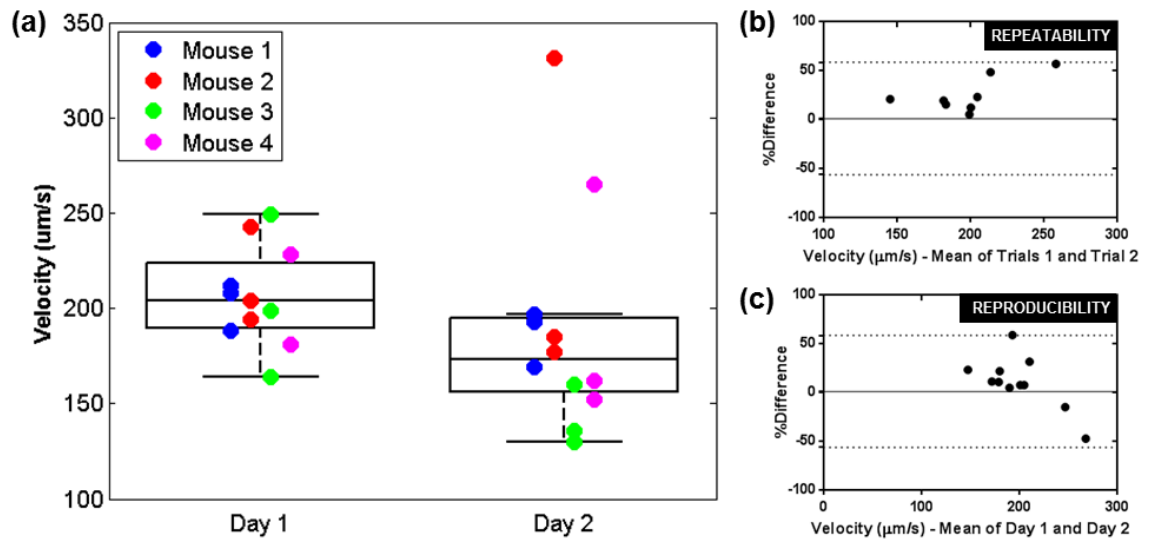 (a)
350
300
250
200
150
100
Velocity (um/s)
Mouse 1
Mouse 2
Mouse 3
Mouse 4
Day 1
Day 2
(b)
REPEATABILITY
100
50
0
-50
-100
%Difference
100
150
200
250
300
Velocity (μm/s) - Mean of Trials 1 and Trial 2
(c)
REPRODUCIBILITY
100
50
0
-50
-100
%Difference
0
100
200
300
Velocity (μm/s) - Mean of Day 1 and Day 2